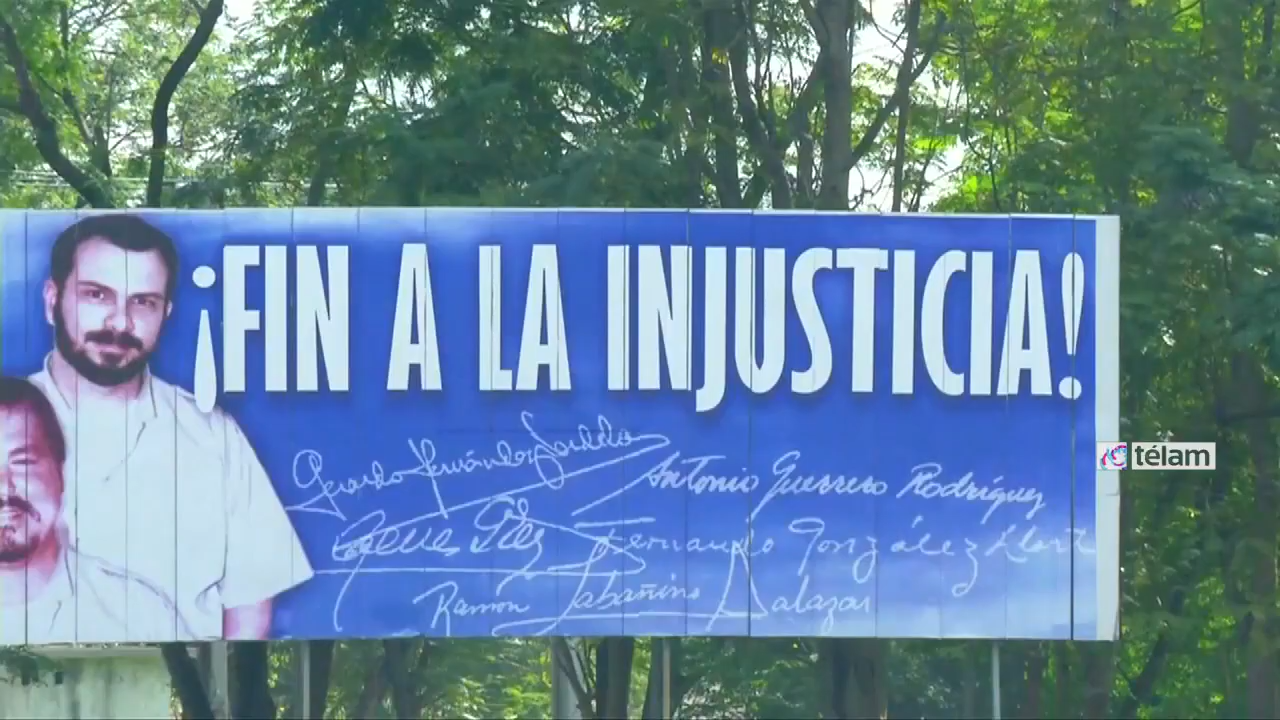 ¡FIN A LA INJUSTICIA!
Gerardo Hernández Nordelo
Antonio Guerrero Rodríguez
Fernando González Llort
Ramón Labañino Salazar
télam